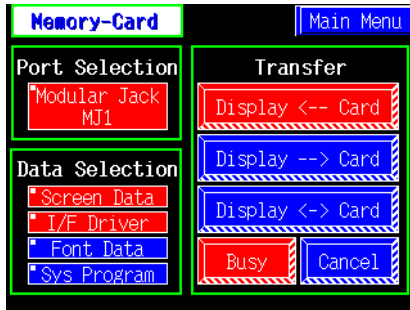 Memory-Card
Main Menu
Port Selection
Modular Jack
MJ1
Data Selection
Screen Data
I/F Driver
Font Data
Sys Program
Transfer
Display <-- Card
Display --> Card
Display <-> Card
Busy
Cancel